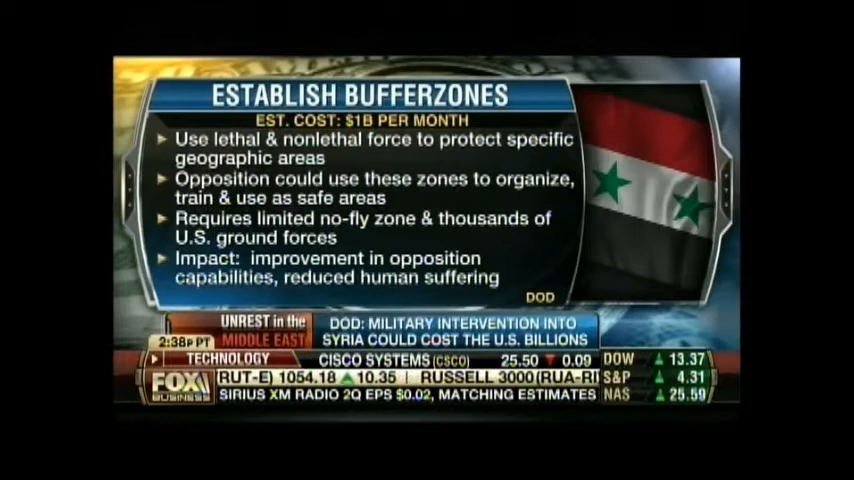 ESTABLISH BUFFERZONES
EST. COST: $1B PER MONTH
Use lethal & nonlethal force to protect specific
geographic areas
Opposition could use these zones to organize,
train & use as safe areas
Requires limited no-fly zone & thousands of
U.S. ground forces
Impact: improvement in opposition
capabilities, reduced human suffering
DOD
UNREST in the
MIDDLE EAST
DOD: MILITARY INTERVENTION INTO
SYRIA COULD COST THE U.S. BILLIONS
2:38P PT
TECHNOLOGY
CISCO SYSTEMS (CSCO) 25.50 0.09
DOW 13.37
FOX
BUSINESS
RUT-E) 1054.18 10.35 RUSSELL 3000 (RUA-RI
S&P 4.31
SIRIUS XM RADIO 2Q EPS $0.02, MATCHING ESTIMATES
NAS 25.59